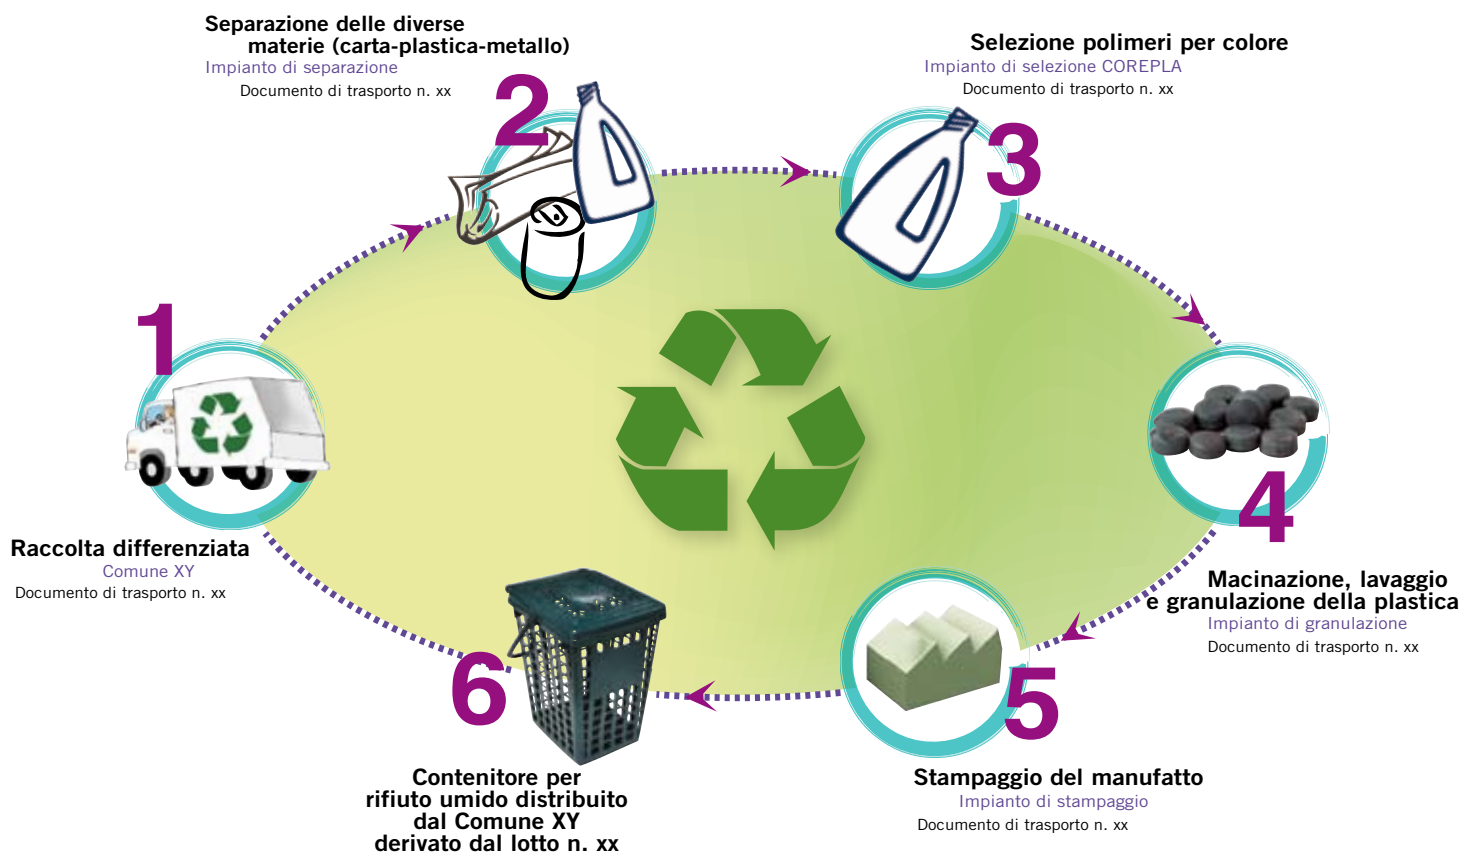 1
Raccolta differenziata
Comune XY
Documento di trasporto n. xx
2
Separazione delle diverse
materie (carta-plastica-metallo)
Impianto di separazione
Documento di trasporto n. xx
3
Selezione polimeri per colore
Impianto di selezione COREPLA
Documento di trasporto n. xx
4
Macinazione, lavaggio
e granulazione della plastica
Impianto di granulazione
Documento di trasporto n. xx
5
Stampaggio del manufatto
Impianto di stampaggio
Documento di trasporto n. xx
6
Contenitore per
rifiuto umido distribuito
dal Comune XY
derivato dal lotto n. xx